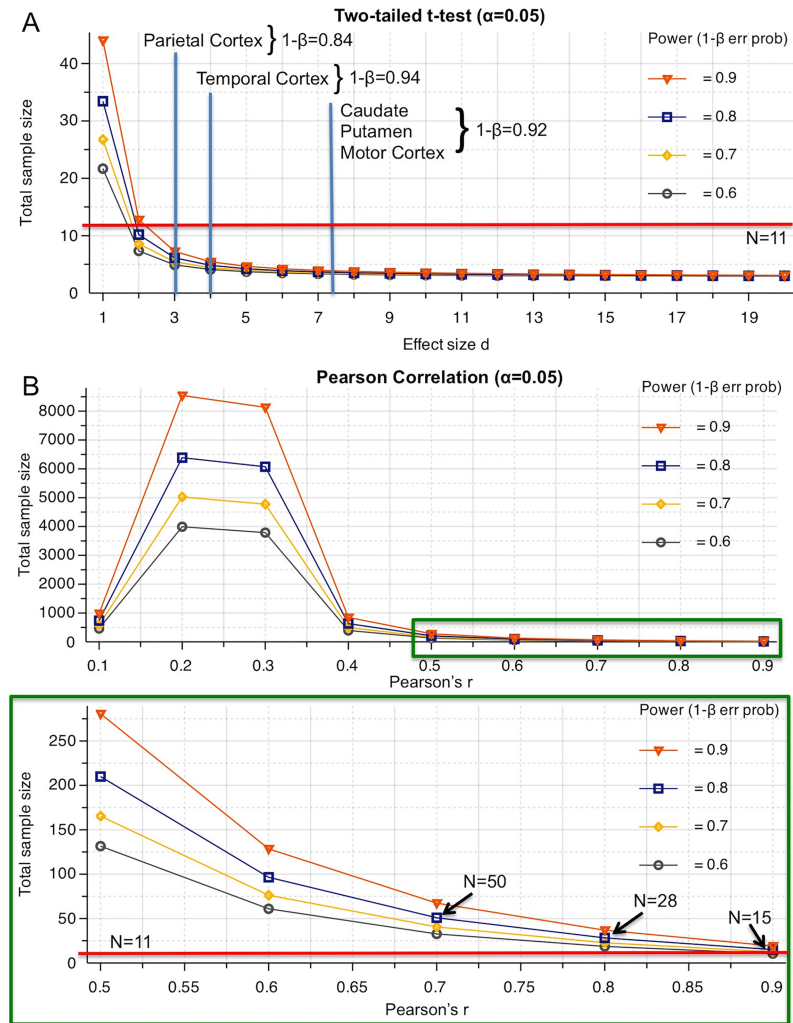 A
Two-tailed t-test (α=0.05)
Parietal Cortex } 1-β=0.84
Temporal Cortex } 1-β=0.94
Caudate
Putamen } 1-β=0.92
Motor Cortex
Power (1-β err prob)
= 0.9
= 0.8
= 0.7
= 0.6
N=11
Total sample size
40
30
20
10
0
1 3 5 7 9 11 13 15 17 19
Effect size d
B
Pearson Correlation (α=0.05)
Power (1-β err prob)
= 0.9
= 0.8
= 0.7
= 0.6
Total sample size
8000
7000
6000
5000
4000
3000
2000
1000
0
0.1 0.2 0.3 0.4 0.5 0.6 0.7 0.8 0.9
Pearson's r
Power (1-β err prob)
= 0.9
= 0.8
= 0.7
= 0.6
Total sample size
250
200
150
100
50
0
N=50
N=28
N=15
N=11
0.5 0.55 0.6 0.65 0.7 0.75 0.8 0.85 0.9
Pearson's r